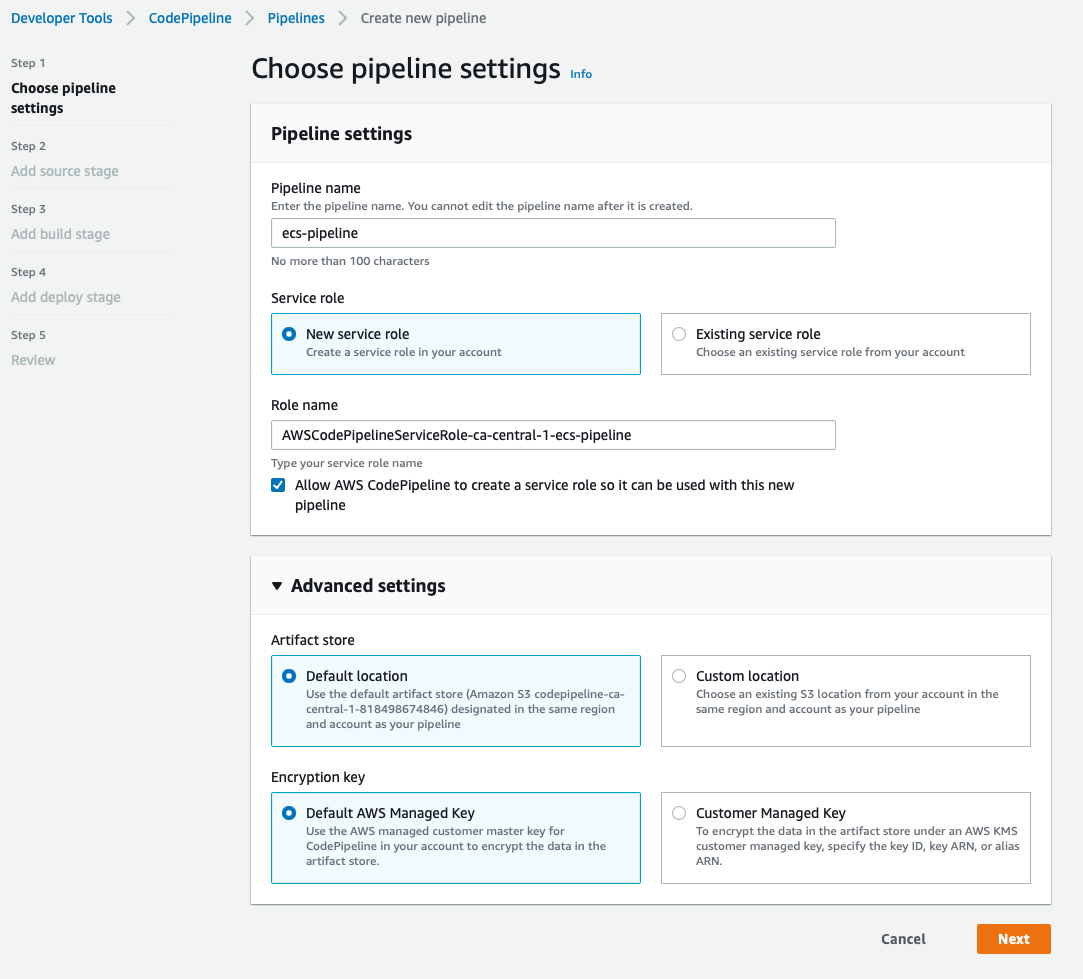 Developer Tools > CodePipeline > Pipelines > Create new pipeline
Step 1
Choose pipeline
settings
Step 2
Add source stage
Step 3
Add build stage
Step 4
Add deploy stage
Step 5
Review
Choose pipeline settings Info
Pipeline settings
Pipeline name
Enter the pipeline name. You cannot edit the pipeline name after it is created.
ecs-pipeline
No more than 100 characters
Service role
New service role
Create a service role in your account
Existing service role
Choose an existing service role from your account
Role name
AWSCodePipelineServiceRole-ca-central-1-ecs-pipeline
Type your service role name
Allow AWS CodePipeline to create a service role so it can be used with this new
pipeline
Advanced settings
Artifact store
Default location
Use the default artifact store (Amazon S3 codepipeline-ca-
central-1-818498674846) designated in the same region
and account as your pipeline
Custom location
Choose an existing S3 location from your account in the
same region and account as your pipeline
Encryption key
Default AWS Managed Key
Use the AWS managed customer master key for
CodePipeline in your account to encrypt the data in the
artifact store.
Customer Managed Key
To encrypt the data in the artifact store under an AWS KMS
customer managed key, specify the key ID, key ARN, or alias
ARN.
Cancel
Next